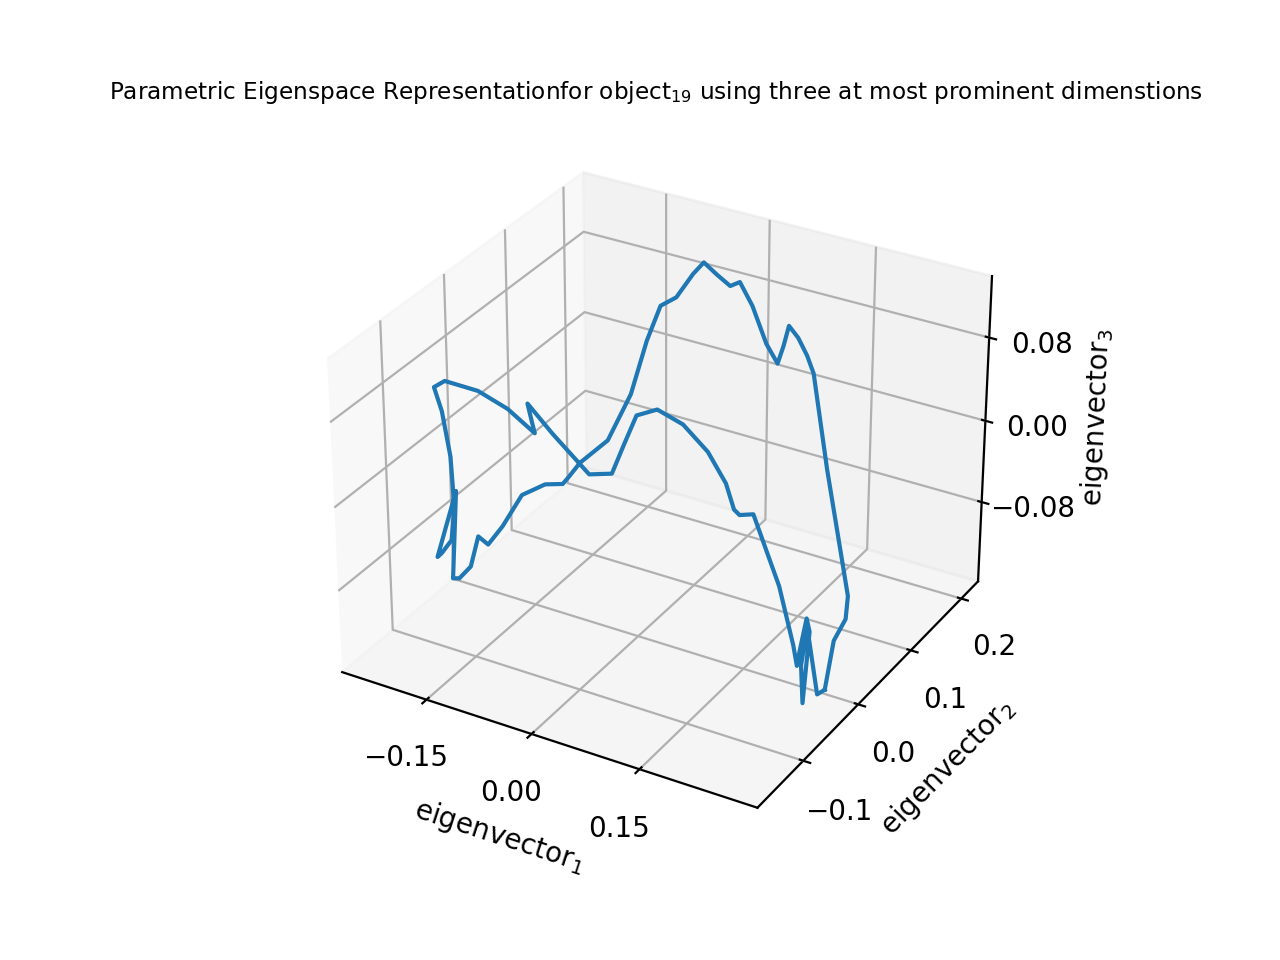 Parametric Eigenspace Representationfor object₁₉ using three at most prominent dimenstions
0.08
0.00
−0.08
eigenvector₃
0.2
0.1
0.0
−0.1
eigenvector₂
−0.15
0.00
0.15
eigenvector₁